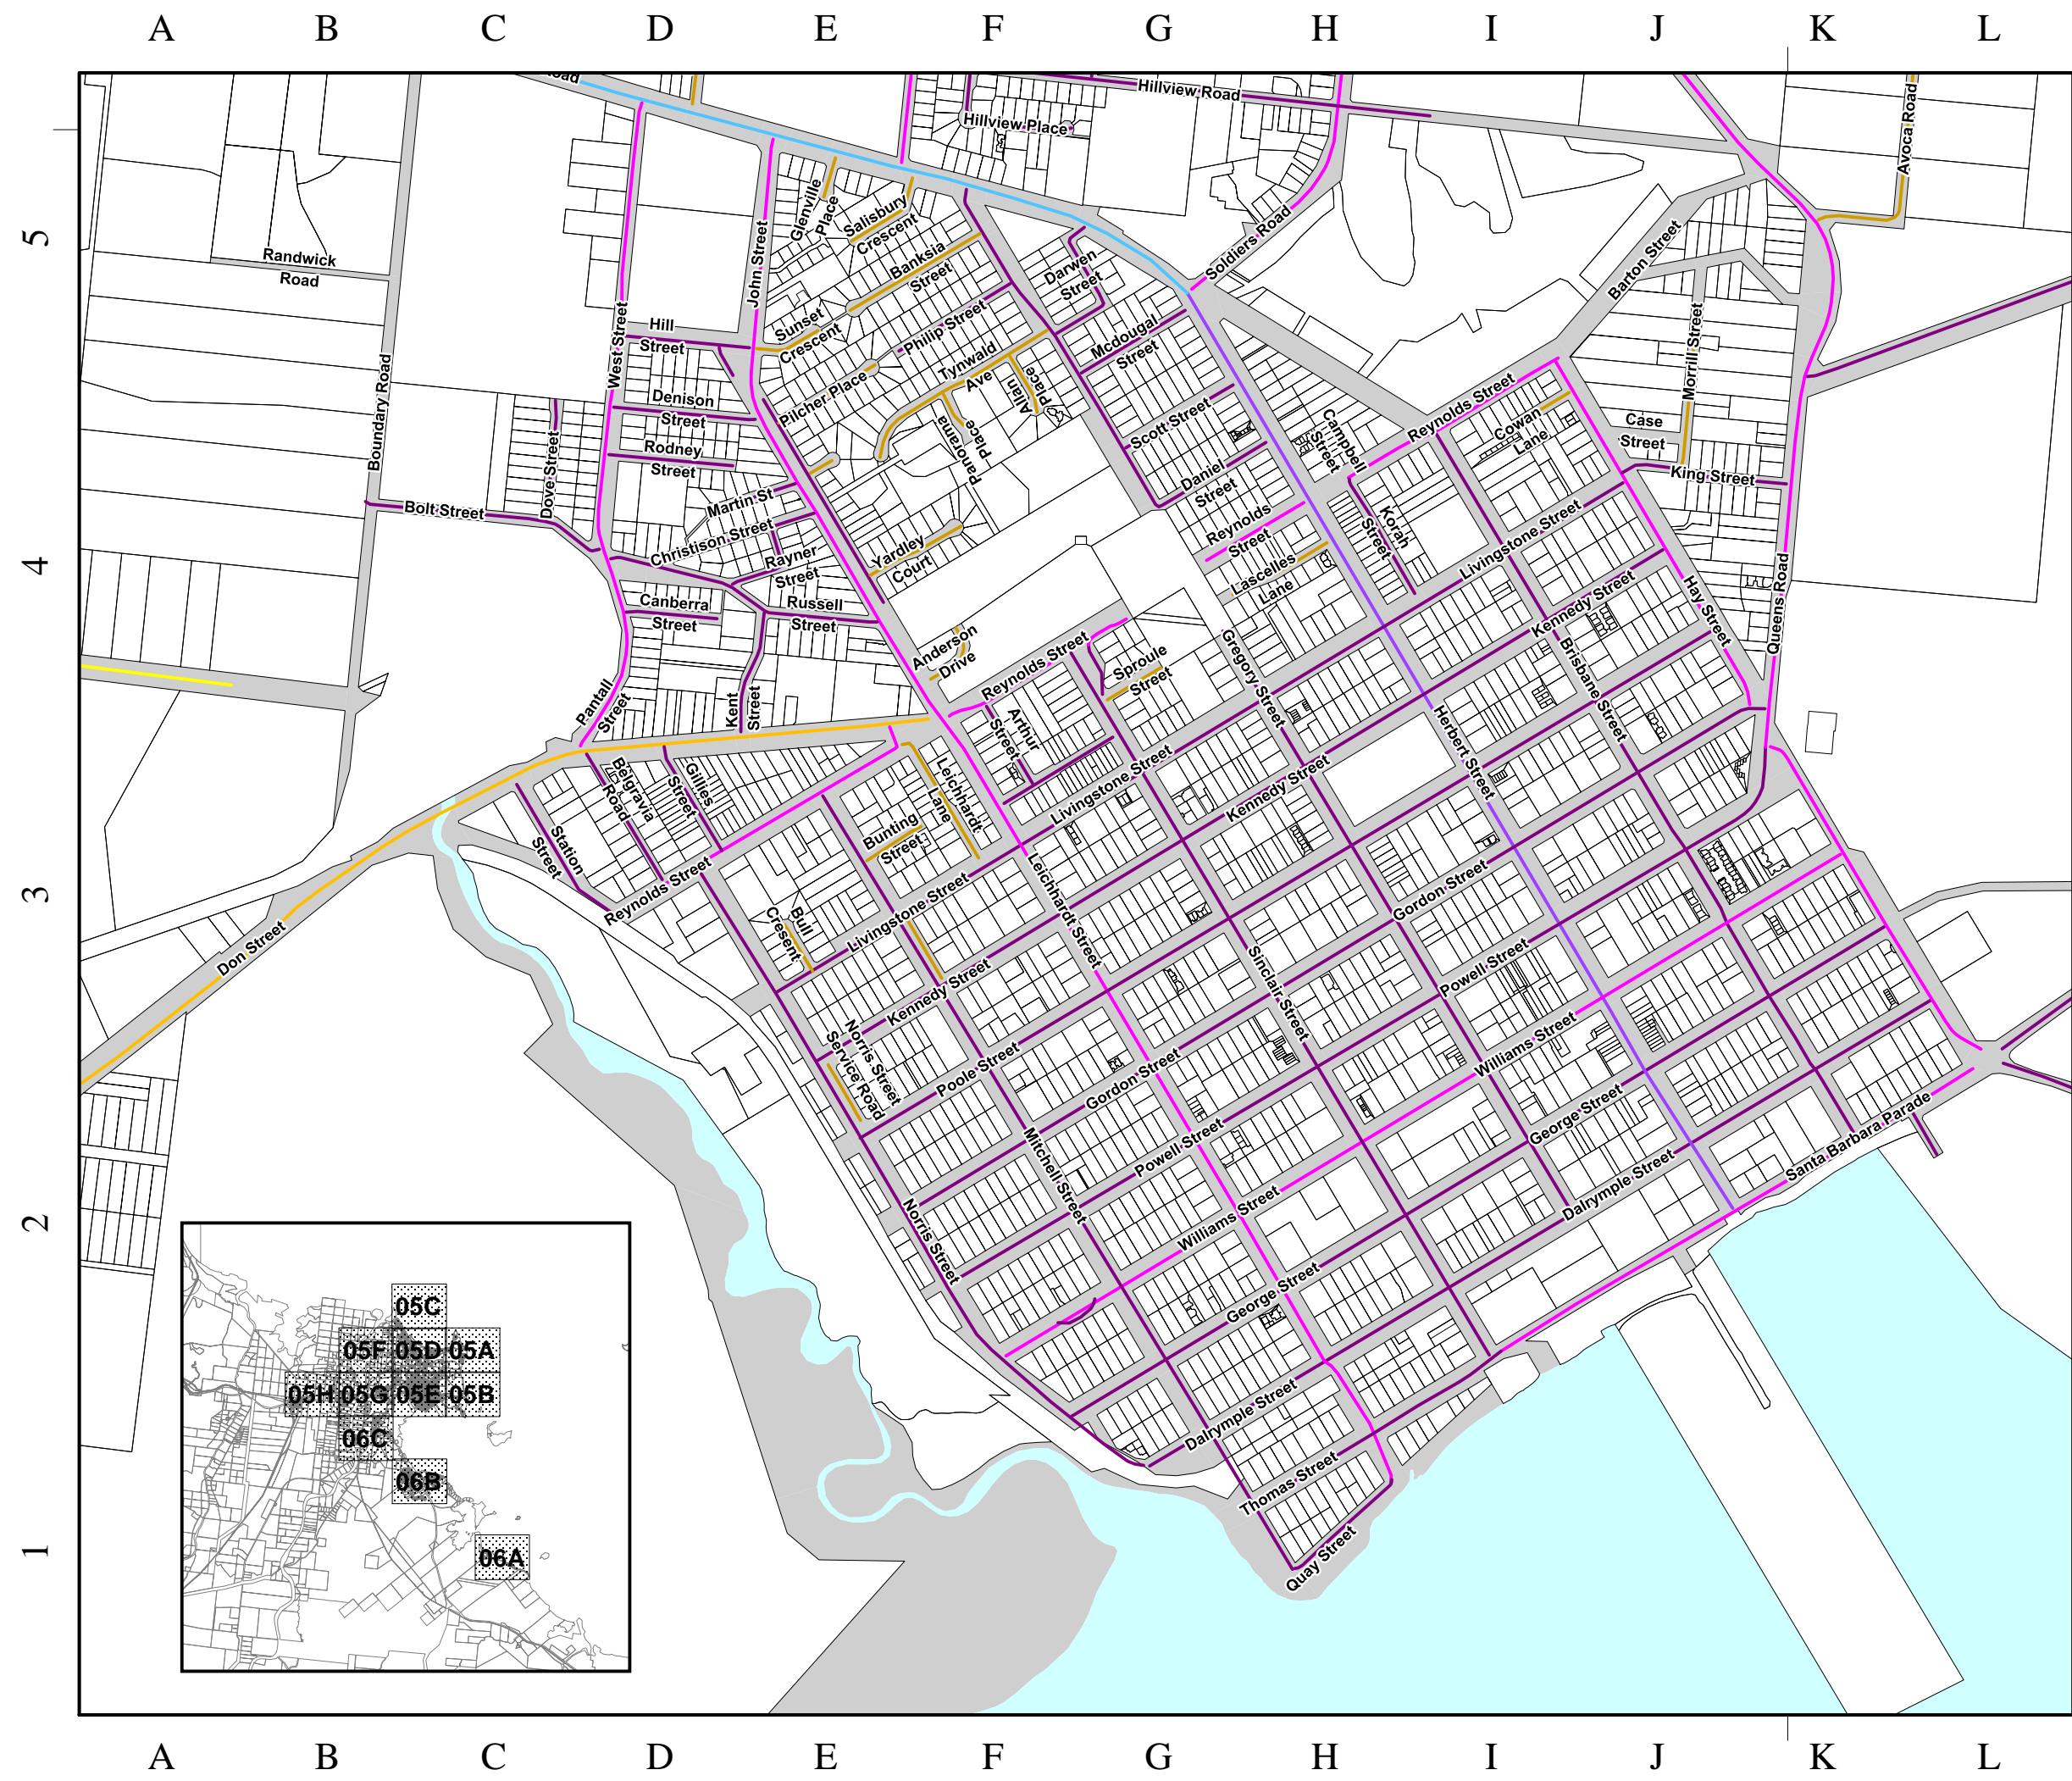 A B C D E F G H I J K L
oad
Hillview Road
Hillview Place
Avoca Road
5
Glenville
Place
Salisbury
Crescent
Banksia
Street
Soldiers Road
Barton Street
Randwick
Road
John Street
Darwen
Street
West Street
Hill
Street
Sunset
Crescent
Philip Street
Mcdougal
Street
Morrill Street
Boundary Road
Pilcher Place
Tynwald
Ave
Allan
Place
Denison
Street
Scott Street
Campbell
Street
Reynolds Street
Cowan
Lane
Case
Street
Dove Street
Rodney
Street
Panorama
Place
Daniel
Street
King Street
Bolt Street
Martin St
Christison Street
Reynolds
Street
Korah
Street
Livingstone Street
4
Rayner
Street
Yardley
Court
Lascelles
Lane
Kennedy Street
Hay Street
Queens Road
Canberra
Street
Russell
Street
Anderson
Drive
Reynolds Street
Sproule
Street
Gregory Street
Brisbane Street
Pantall
Street
Kent
Street
Arthur
Street
Herbert Street
Belgravia
Road
Gillies
Street
Leichhardt
Lane
Livingstone Street
Kennedy Street
Station
Street
Bunting
Street
3
Reynolds Street
Leichhardt Street
Gordon Street
Don Street
Bull
Cresent
Livingstone Street
Kennedy Street
Sinclair Street
Powell Street
Norris Street
Service Road
Poole Street
Gordon Street
Williams Street
George Street
Mitchell Street
Powell Street
Santa Barbara Parade
Dalrymple Street
2
Norris Street
Williams Street
George Street
05C
05F 05D 05A
05H 05G 05E 05B
06C
06B
06A
Dalrymple Street
Thomas Street
1
Quay Street
A B C D E F G H I J K L